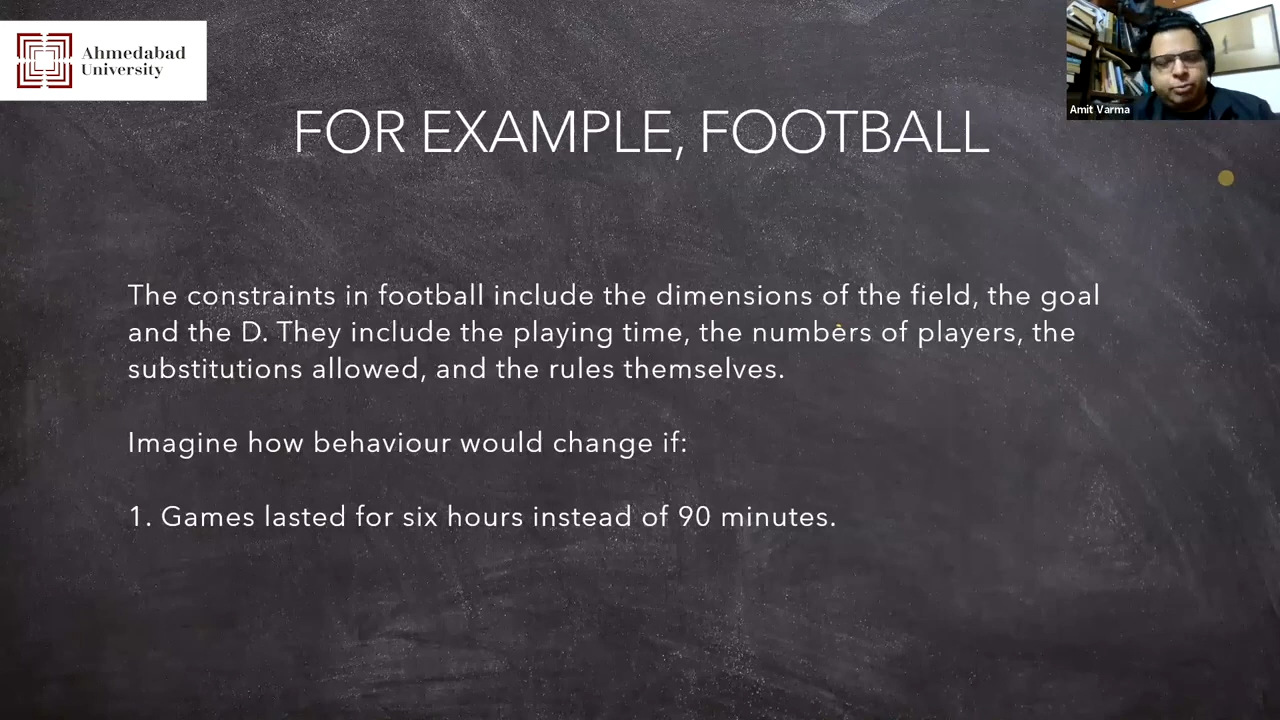 Ahmedabad
University
Amit Varma
FOR EXAMPLE, FOOTBALL
The constraints in football include the dimensions of the field, the goal
and the D. They include the playing time, the numbers of players, the
substitutions allowed, and the rules themselves.
Imagine how behaviour would change if:
1. Games lasted for six hours instead of 90 minutes.